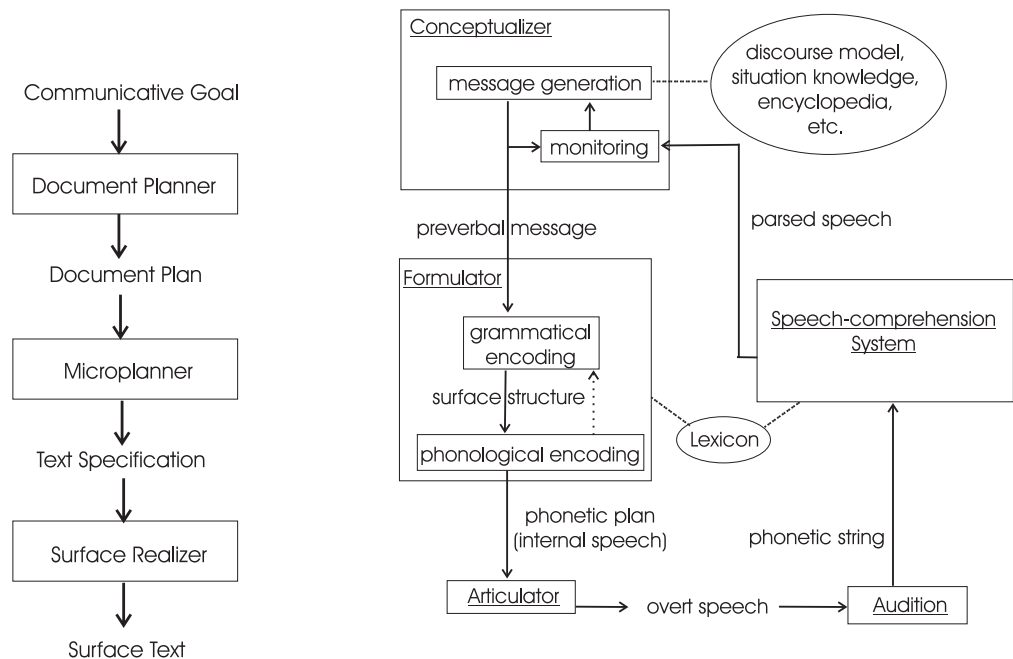 Communicative Goal
Document Planner
Document Plan
Microplanner
Text Specification
Surface Realizer
Surface Text
Conceptualizer
message generation
monitoring
discourse model,
situation knowledge,
encyclopedia,
etc.
preverbal message
parsed speech
Formulator
grammatical
encoding
surface structure
phonological encoding
Lexicon
Speech-comprehension
System
phonetic plan
(internal speech)
phonetic string
Articulator
overt speech
Audition